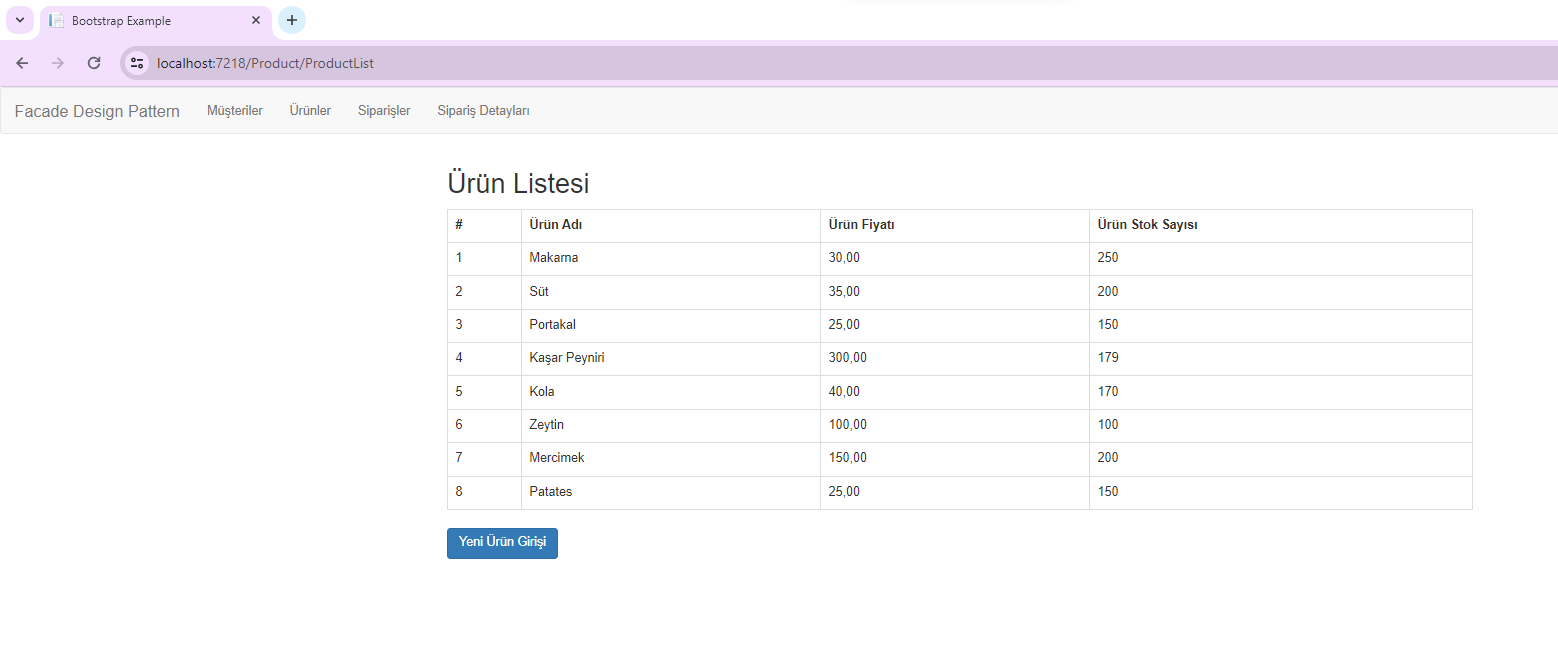 Bootstrap Example
localhost:7218/Product/ProductList
Facade Design Pattern Müşteriler Ürünler Siparişler Sipariş Detayları
Ürün Listesi
# Ürün Adı Ürün Fiyatı Ürün Stok Sayısı
1 Makarna 30,00 250
2 Süt 35,00 200
3 Portakal 25,00 150
4 Kaşar Peyniri 300,00 179
5 Kola 40,00 170
6 Zeytin 100,00 100
7 Mercimek 150,00 200
8 Patates 25,00 150
Yeni Ürün Girişi